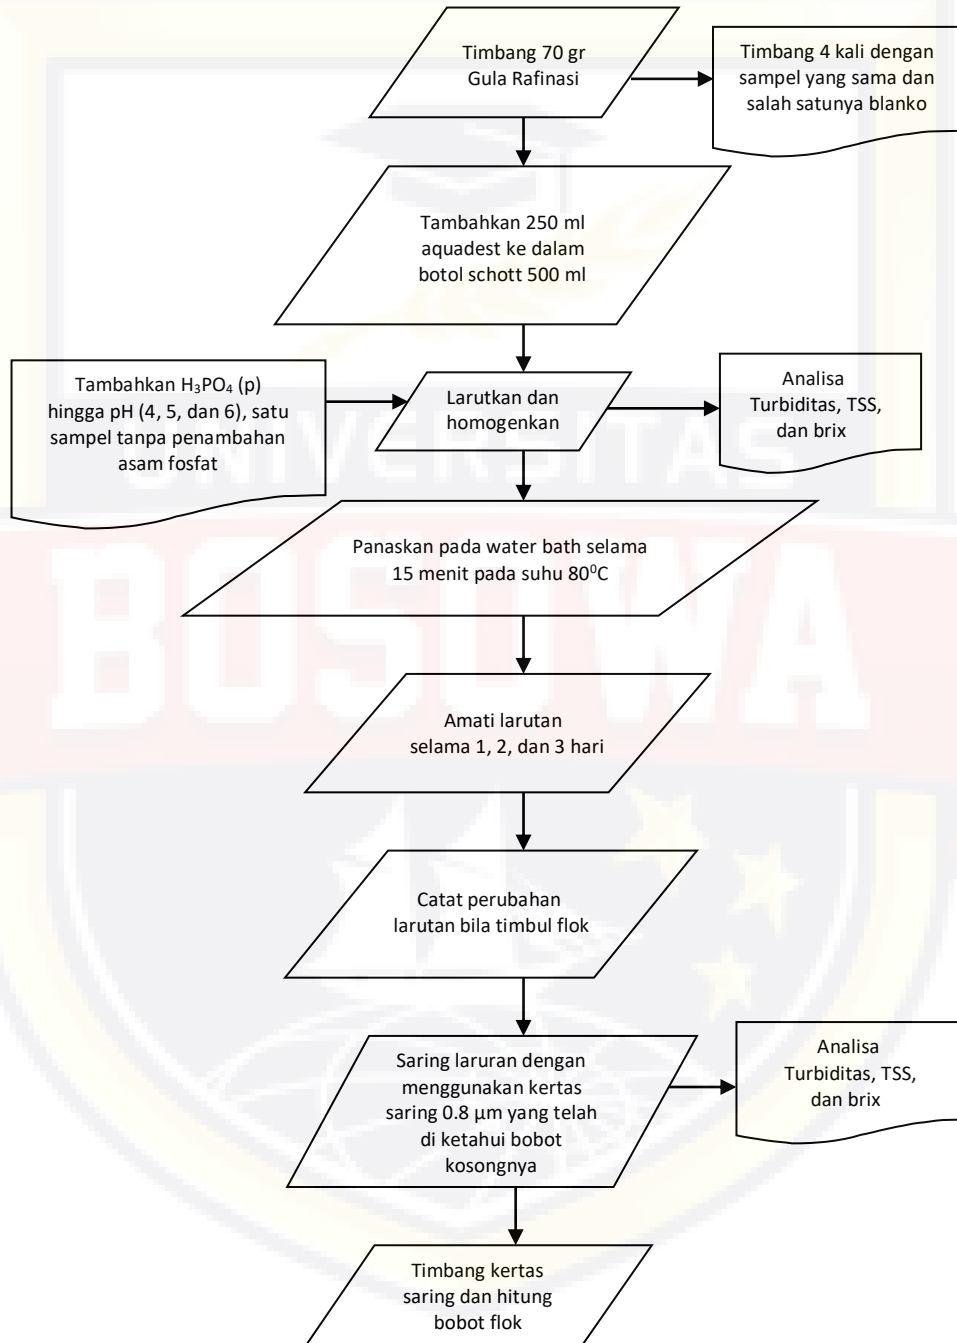 Timbang 70 gr
Gula Rafinasi
Timbang 4 kali dengan
sampel yang sama dan
salah satunya blanko
Tambahkan 250 ml
aquadest ke dalam
botol schott 500 ml
Tambahkan H₃PO₄ (p)
hingga pH (4, 5, dan 6), satu
sampel tanpa penambahan
asam fosfat
Larutkan dan
homogenkan
Analisa
Turbiditas, TSS,
dan brix
UNIVERSITAS
Panaskan pada water bath selama
15 menit pada suhu 80⁰C
BOSOWA
Amati larutan
selama 1, 2, dan 3 hari
Catat perubahan
larutan bila timbul flok
Saring laruran dengan
menggunakan kertas
saring 0.8 µm yang telah
di ketahui bobot
kosongnya
Analisa
Turbiditas, TSS,
dan brix
Timbang kertas
saring dan hitung
bobot flok